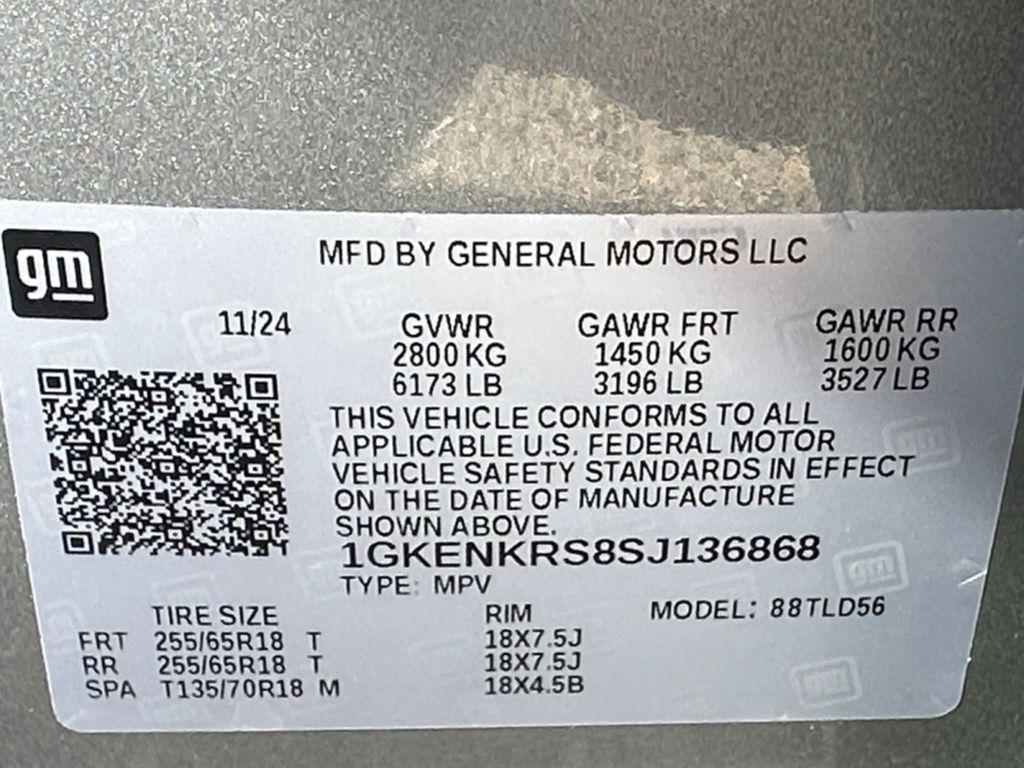 gm
MFD BY GENERAL MOTORS LLC
11/24 GVWR GAWR FRT GAWR RR
2800 KG 1450 KG 1600 KG
6173 LB 3196 LB 3527 LB
THIS VEHICLE CONFORMS TO ALL
APPLICABLE U.S. FEDERAL MOTOR
VEHICLE SAFETY STANDARDS IN EFFECT
ON THE DATE OF MANUFACTURE
SHOWN ABOVE.
1GKENKRS8SJ136868
TYPE: MPV
TIRE SIZE RIM MODEL: 88TLD56
FRT 255/65R18 T 18X7.5J
RR 255/65R18 T 18X7.5J
SPA T135/70R18 M 18X4.5B